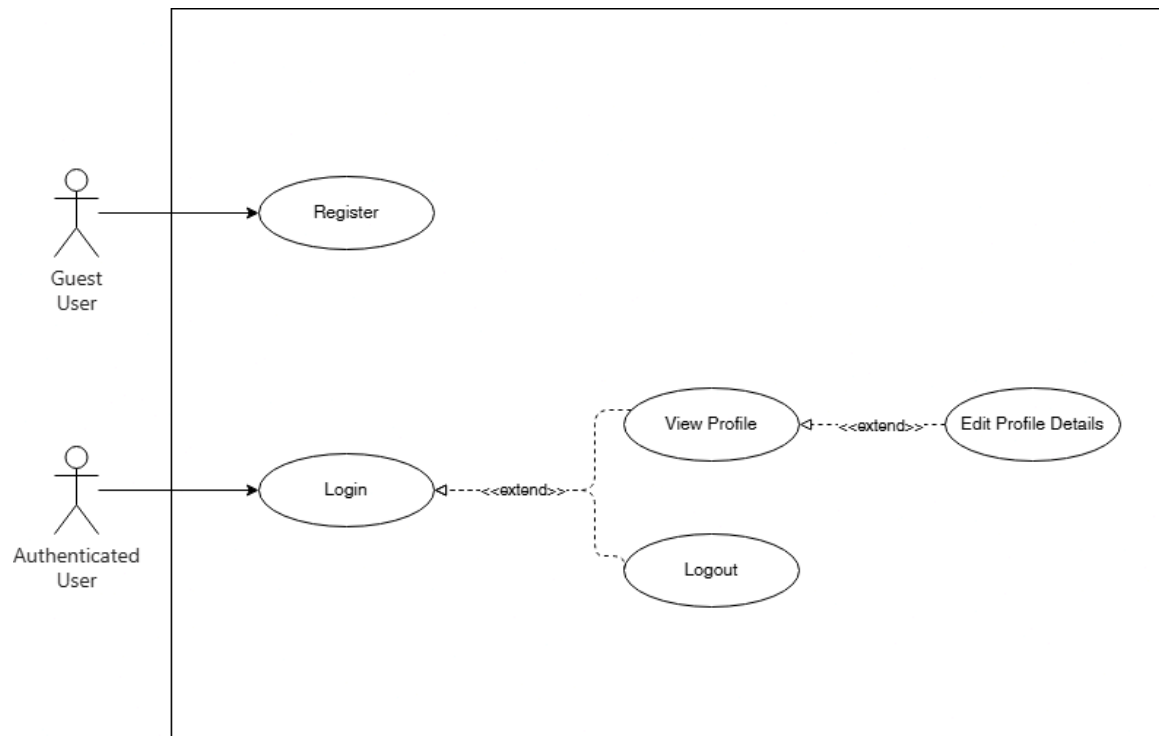 Register
Guest
User
View Profile
<<extend>>
Edit Profile Details
Login
<<extend>>
Authenticated
User
Logout